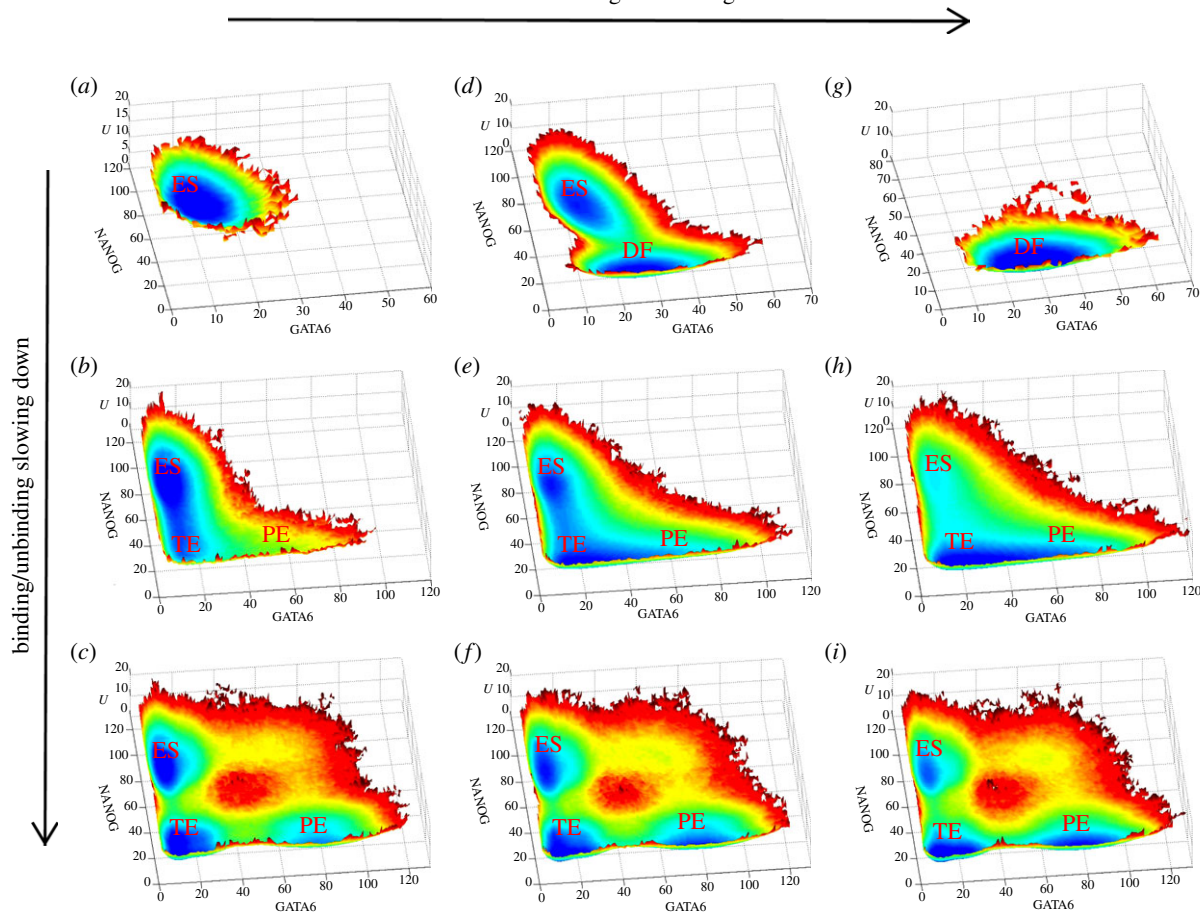 binding/unbinding slowing down
(a)
20
15
U 10
5
0
120
100
80
60
40
20
0
NANOG
ES
0 10 20 30 40 50 60
GATA6
(d)
20
U 10
0
120
100
80
60
40
20
0
NANOG
ES
DF
0 10 20 30 40 50 60 70
GATA6
(g)
20
U 10
0
80
70
60
50
40
30
20
10
0
NANOG
DF
0 10 20 30 40 50 60 70
GATA6
(b)
20
U 10
0
120
100
80
60
40
20
0
NANOG
ES
TE
PE
0 20 40 60 80 100 120
GATA6
(e)
20
U 10
0
120
100
80
60
40
20
0
NANOG
ES
TE
PE
0 20 40 60 80 100 120
GATA6
(h)
20
U 10
0
120
100
80
60
40
20
0
NANOG
ES
TE
PE
0 20 40 60 80 100 120
GATA6
(c)
20
U 10
0
120
100
80
60
40
20
0
NANOG
ES
TE
PE
0 20 40 60 80 100 120
GATA6
(f)
20
U 10
0
120
100
80
60
40
20
0
NANOG
ES
TE
PE
0 20 40 60 80 100 120
GATA6
(i)
20
U 10
0
120
100
80
60
40
20
0
NANOG
ES
TE
PE
0 20 40 60 80 100 120
GATA6